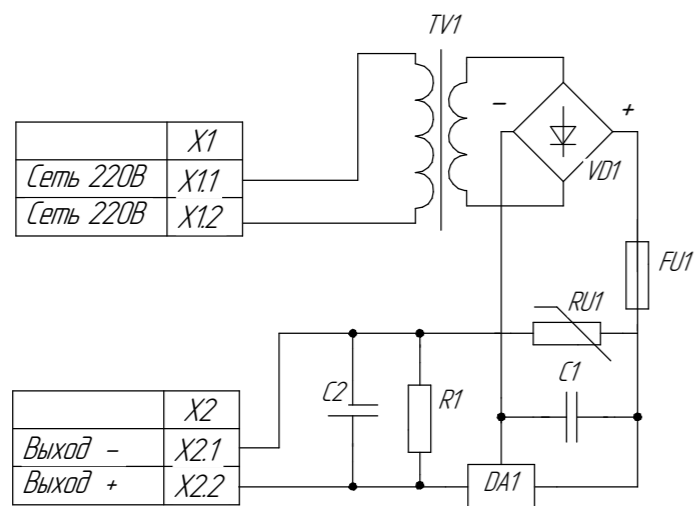 TV1
- +
VD1
X1
Сеть 220В X1.1
Сеть 220В X1.2
FU1
RU1
C1
C2 R1
X2
Выход - X2.1
Выход + X2.2
DA1